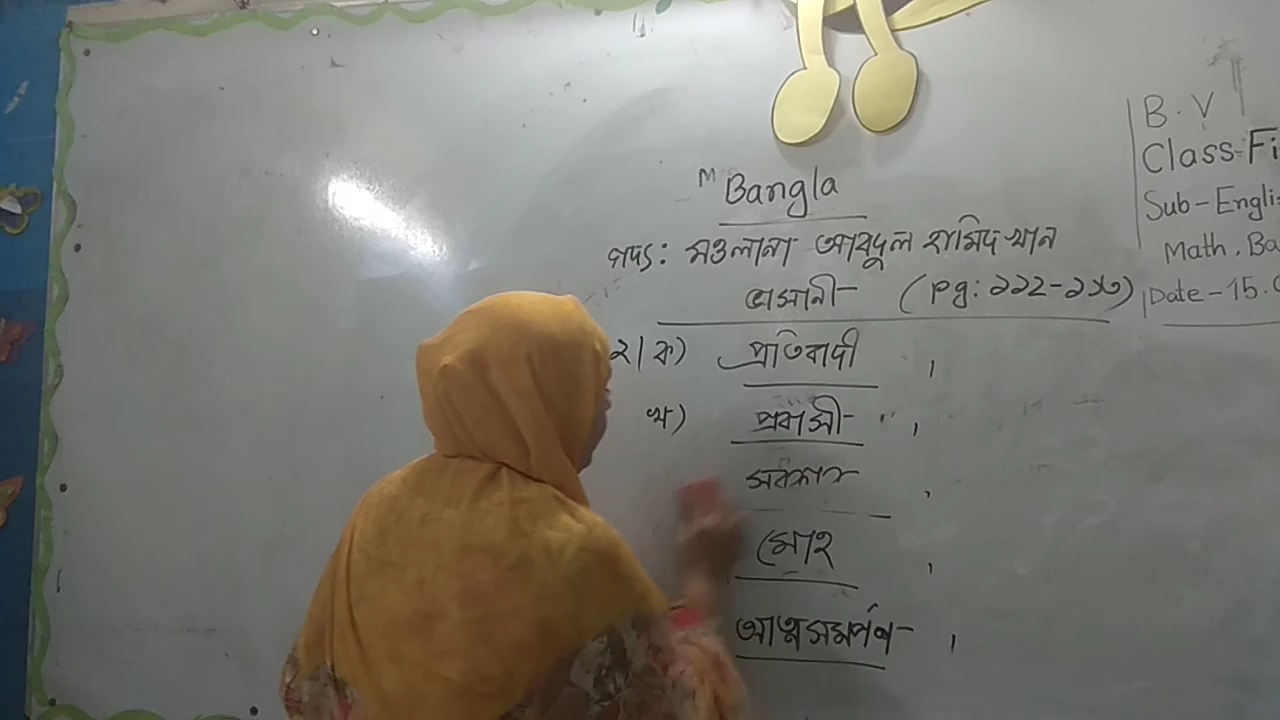 M Bangla
গদ্য: মওলানা আবদুল হামিদ খান
ভাসানী (pg: ১১২-১১৩)
২। ক) প্রতিবাদী ,
খ) প্রবাসী ,
সরকার ,
মোহ ,
আত্মসমর্পণ ,
B.V
Class-Fi
Sub-Engli
Math, Ba
Date-15.